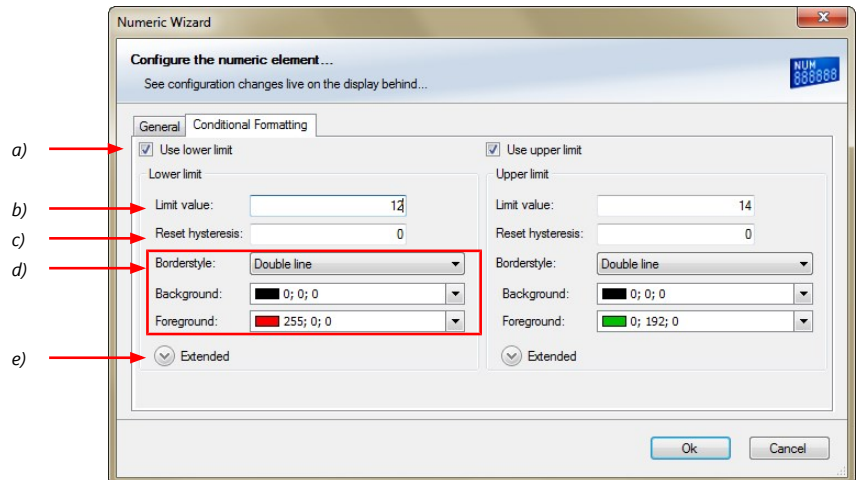 Numeric Wizard
Configure the numeric element...
See configuration changes live on the display behind...
NUM
888888
General Conditional Formatting
a) Use lower limit Use upper limit
Lower limit Upper limit
b) Limit value: 12 Limit value: 14
c) Reset hysteresis: 0 Reset hysteresis: 0
d) Borderstyle: Double line Borderstyle: Double line
Background: 0; 0; 0 Background: 0; 0; 0
Foreground: 255; 0; 0 Foreground: 0; 192; 0
e) Extended Extended
Ok Cancel